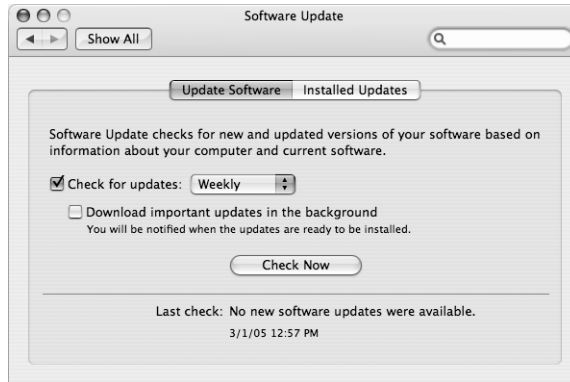 Software Update
Show All
Update Software Installed Updates
Software Update checks for new and updated versions of your software based on
information about your computer and current software.
Check for updates: Weekly
Download important updates in the background
You will be notified when the updates are ready to be installed.
Check Now
Last check: No new software updates were available.
3/1/05 12:57 PM